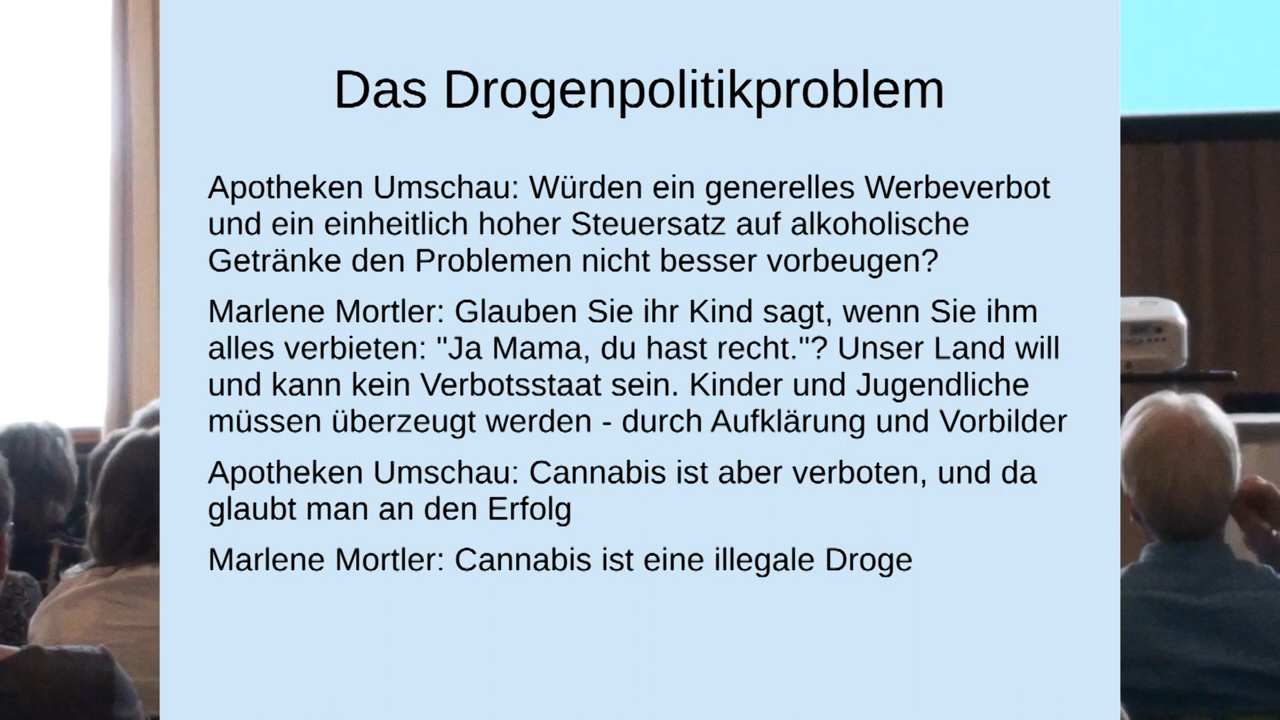 Das Drogenpolitikproblem
Apotheken Umschau: Würden ein generelles Werbeverbot
und ein einheitlich hoher Steuersatz auf alkoholische
Getränke den Problemen nicht besser vorbeugen?
Marlene Mortler: Glauben Sie ihr Kind sagt, wenn Sie ihm
alles verbieten: "Ja Mama, du hast recht."? Unser Land will
und kann kein Verbotsstaat sein. Kinder und Jugendliche
müssen überzeugt werden - durch Aufklärung und Vorbilder
Apotheken Umschau: Cannabis ist aber verboten, und da
glaubt man an den Erfolg
Marlene Mortler: Cannabis ist eine illegale Droge